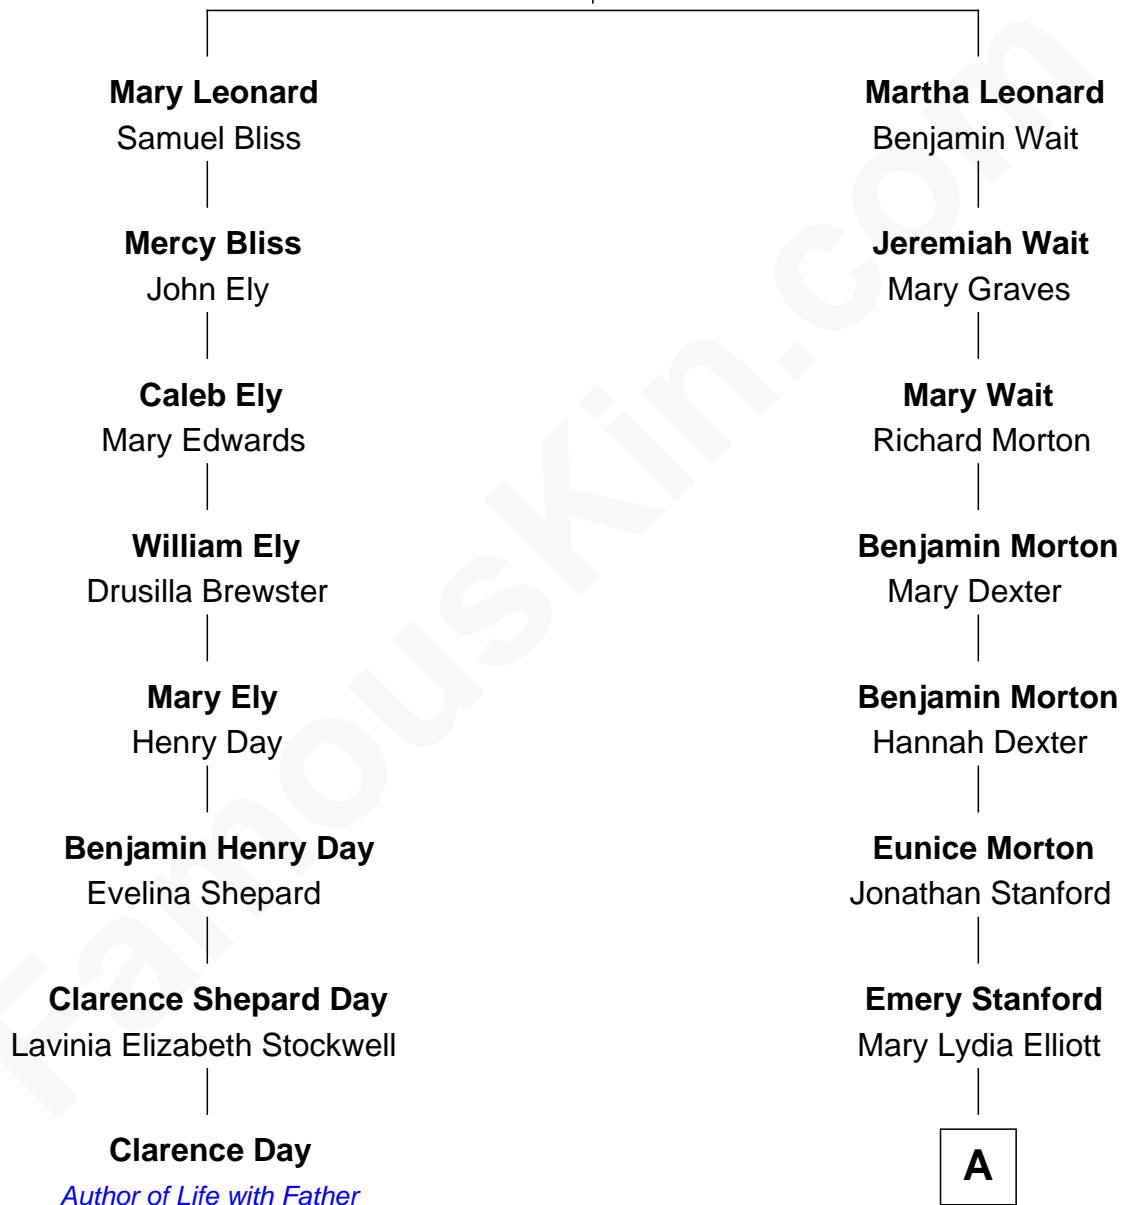 Mary Leonard
Samuel Bliss
Mercy Bliss
John Ely
Caleb Ely
Mary Edwards
William Ely
Drusilla Brewster
Mary Ely
Henry Day
Benjamin Henry Day
Evelina Shepard
Clarence Shepard Day
Lavinia Elizabeth Stockwell
Clarence Day
Author of Life with Father
Martha Leonard
Benjamin Wait
Jeremiah Wait
Mary Graves
Mary Wait
Richard Morton
Benjamin Morton
Mary Dexter
Benjamin Morton
Hannah Dexter
Eunice Morton
Jonathan Stanford
Emery Stanford
Mary Lydia Elliott
A
FamousKin.com